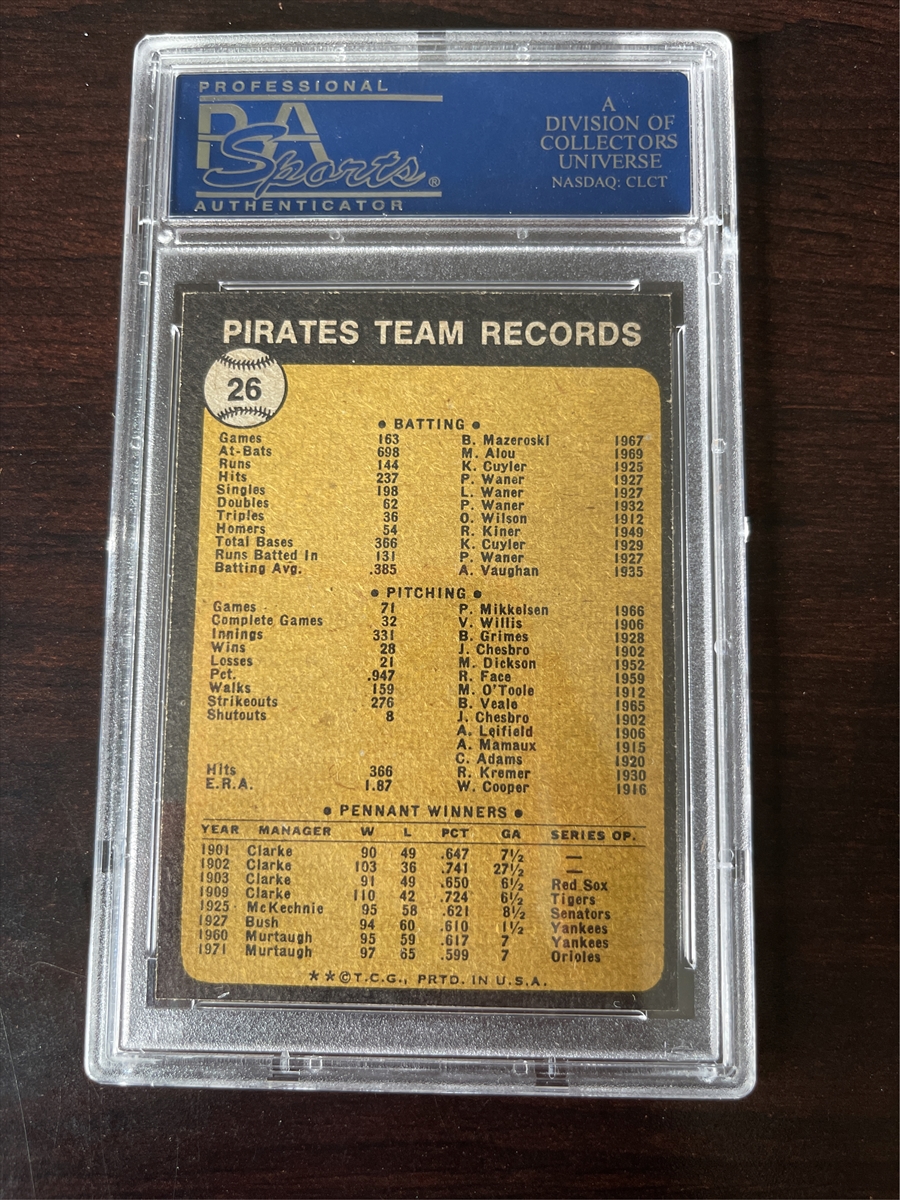 PROFESSIONAL
PSA
Sports®
AUTHENTICATOR
A
DIVISION OF
COLLECTORS
UNIVERSE
NASDAQ: CLCT
PIRATES TEAM RECORDS
26
• BATTING •
Games 163 B. Mazeroski 1967
At-Bats 698 M. Alou 1969
Runs 144 K. Cuyler 1925
Hits 237 P. Waner 1927
Singles 198 L. Waner 1927
Doubles 62 P. Waner 1932
Triples 36 O. Wilson 1912
Homers 54 R. Kiner 1949
Total Bases 366 K. Cuyler 1929
Runs Batted In 131 P. Waner 1927
Batting Avg. .385 A. Vaughan 1935
• PITCHING •
Games 71 P. Mikkelsen 1966
Complete Games 32 V. Willis 1906
Innings 331 B. Grimes 1928
Wins 28 J. Chesbro 1902
Losses 21 M. Dickson 1952
Pct. .947 R. Face 1959
Walks 159 M. O'Toole 1912
Strikeouts 276 B. Veale 1965
Shutouts 8 J. Chesbro 1902
A. Leifield 1906
A. Mamaux 1915
C. Adams 1920
Hits 366 R. Kremer 1930
E.R.A. 1.87 W. Cooper 1916
• PENNANT WINNERS •
YEAR MANAGER W L PCT GA SERIES OP.
1901 Clarke 90 49 .647 7½ —
1902 Clarke 103 36 .741 27½ —
1903 Clarke 91 49 .650 6½ Red Sox
1909 Clarke 110 42 .724 6½ Tigers
1925 McKechnie 95 58 .621 8½ Senators
1927 Bush 94 60 .610 1½ Yankees
1960 Murtaugh 95 59 .617 7 Yankees
1971 Murtaugh 97 65 .599 7 Orioles
**©T.C.G., PRTD. IN U.S.A.